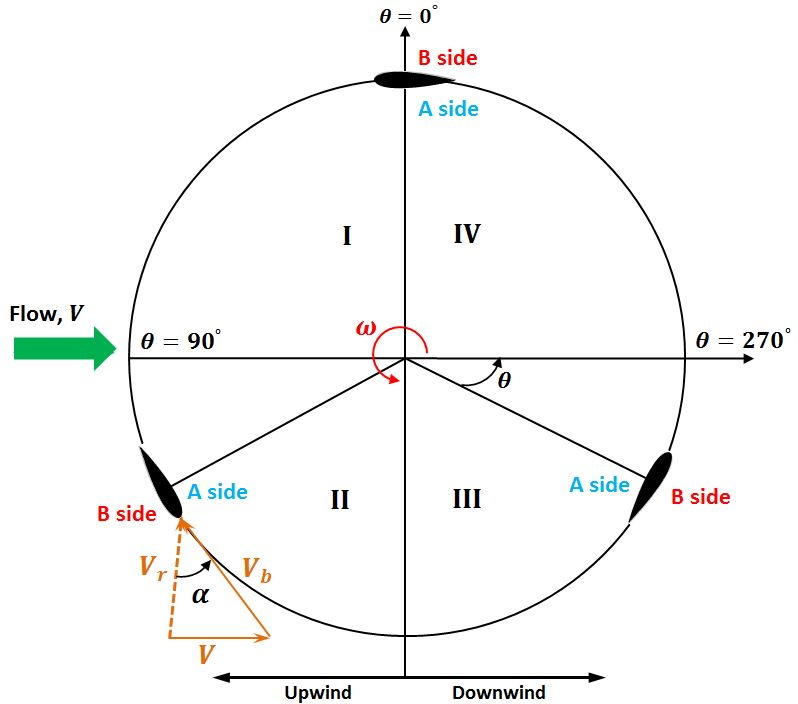 θ = 0°
B side
A side
I
IV
Flow, V
ω
θ = 90°
θ = 270°
θ
A side
B side
II
III
A side
B side
V_r
V_b
α
V
Upwind
Downwind